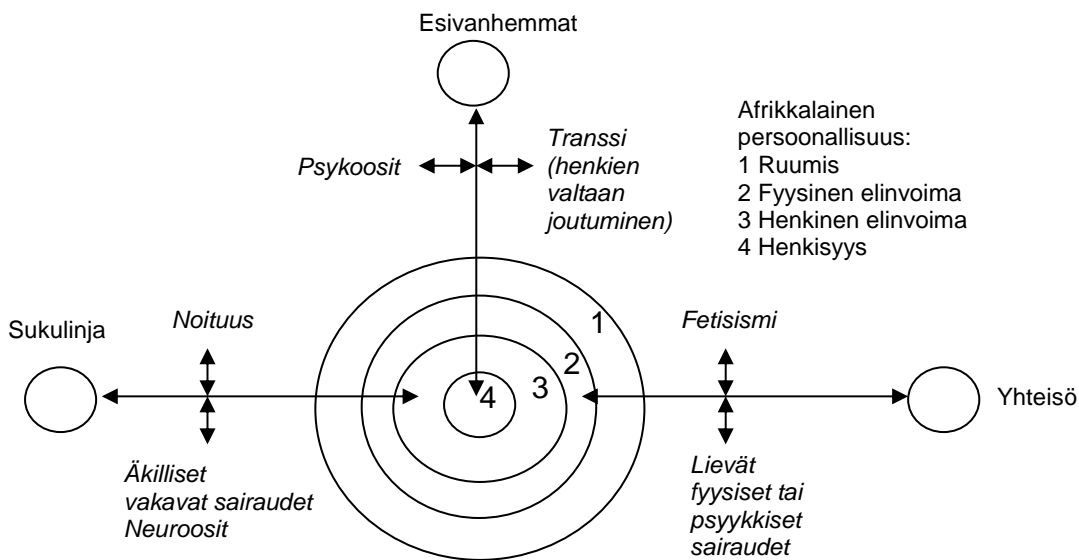 Esivanhemmat
Afrikkalainen
persoonallisuus:
1 Ruumis
2 Fyysinen elinvoima
3 Henkinen elinvoima
4 Henkisyys
Psykoosit
Transsi
(henkien
valtaan
joutuminen)
Sukulinja
Noituus
1
2
3
4
Fetisismi
Yhteisö
Äkilliset
vakavat sairaudet
Neuroosit
Lievät
fyysiset tai
psyykkiset
sairaudet